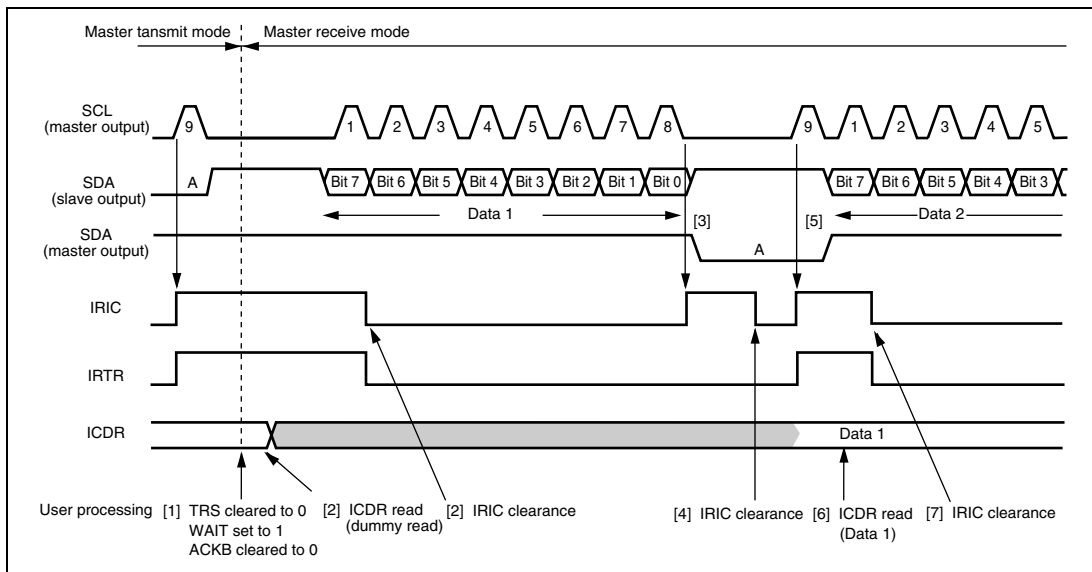 Master tansmit mode Master receive mode
SCL
(master output)
9 1 2 3 4 5 6 7 8 9 1 2 3 4 5
SDA
(slave output)
A Bit 7 Bit 6 Bit 5 Bit 4 Bit 3 Bit 2 Bit 1 Bit 0 Bit 7 Bit 6 Bit 5 Bit 4 Bit 3
Data 1 [3] [5] Data 2
SDA
(master output)
A
IRIC
IRTR
ICDR
Data 1
User processing [1] TRS cleared to 0
WAIT set to 1
ACKB cleared to 0
[2] ICDR read
(dummy read)
[2] IRIC clearance
[4] IRIC clearance
[6] ICDR read
(Data 1)
[7] IRIC clearance